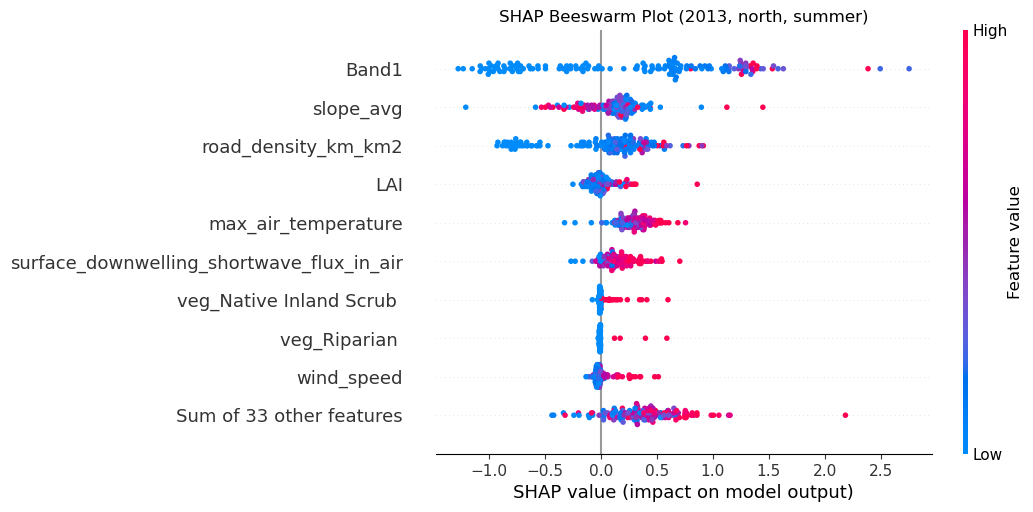 SHAP Beeswarm Plot (2013, north, summer)
High
Band1
slope_avg
road_density_km_km2
LAI
max_air_temperature
surface_downwelling_shortwave_flux_in_air
veg_Native Inland Scrub
veg_Riparian
wind_speed
Sum of 33 other features
Feature value
Low
−1.0 −0.5 0.0 0.5 1.0 1.5 2.0 2.5
SHAP value (impact on model output)